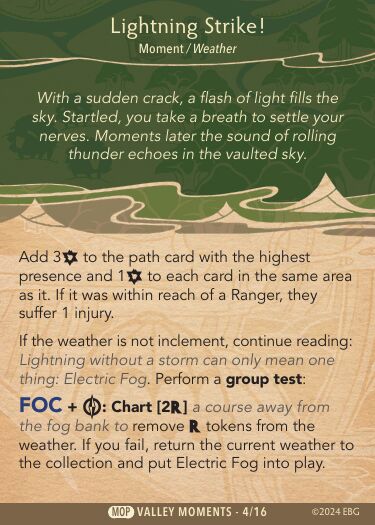 Lightning Strike!
Moment / Weather
With a sudden crack, a flash of light fills the
sky. Startled, you take a breath to settle your
nerves. Moments later the sound of rolling
thunder echoes in the vaulted sky.
Add 3 to the path card with the highest
presence and 1 to each card in the same area
as it. If it was within reach of a Ranger, they
suffer 1 injury.
If the weather is not inclement, continue reading:
Lightning without a storm can only mean one
thing: Electric Fog. Perform a group test:
FOC + : Chart [2R] a course away from
the fog bank to remove R tokens from the
weather. If you fail, return the current weather to
the collection and put Electric Fog into play.
MOP VALLEY MOMENTS - 4/16 ©2024 EBG